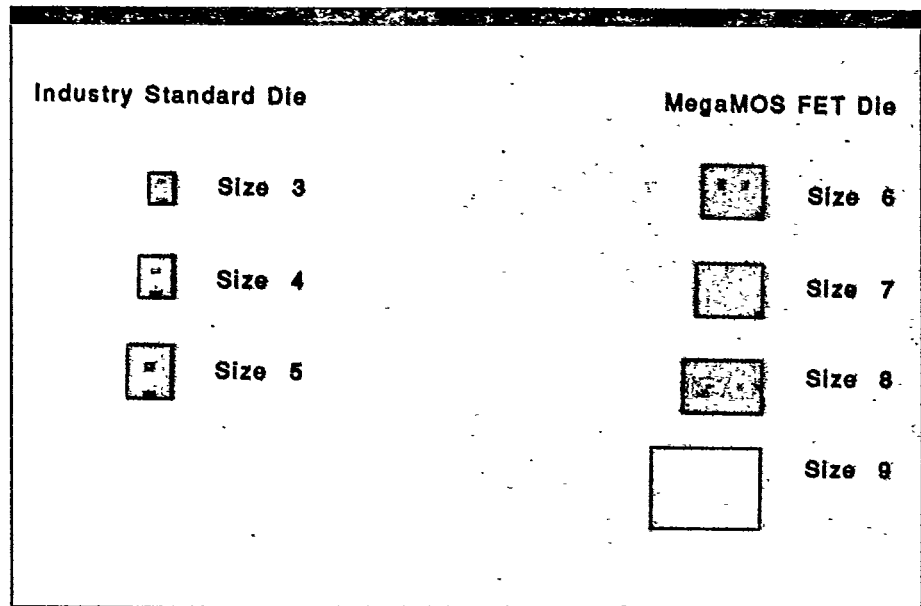 Industry Standard Die
Size 3
Size 4
Size 5
MegaMOS FET Die
Size 6
Size 7
Size 8
Size 9